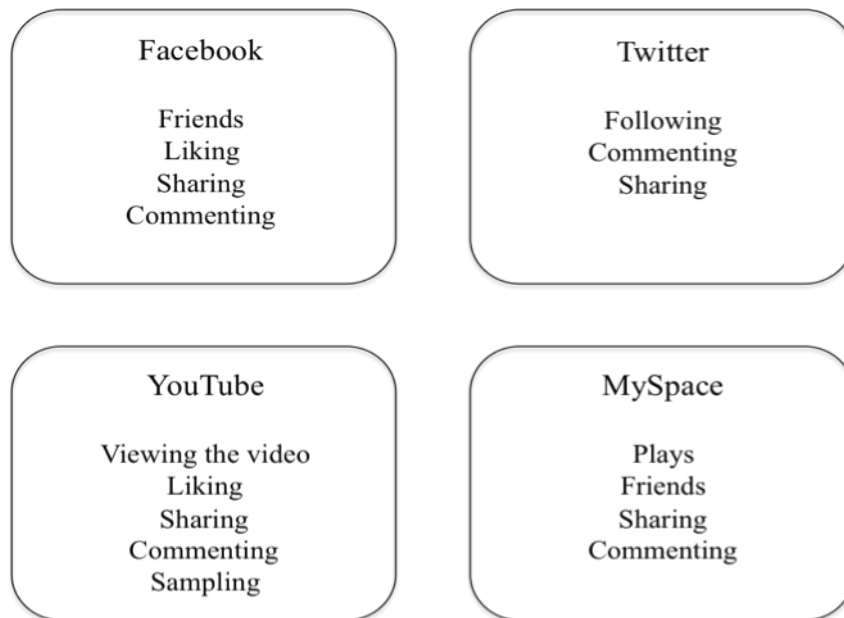 Facebook
Friends
Liking
Sharing
Commenting
Twitter
Following
Commenting
Sharing
YouTube
Viewing the video
Liking
Sharing
Commenting
Sampling
MySpace
Plays
Friends
Sharing
Commenting